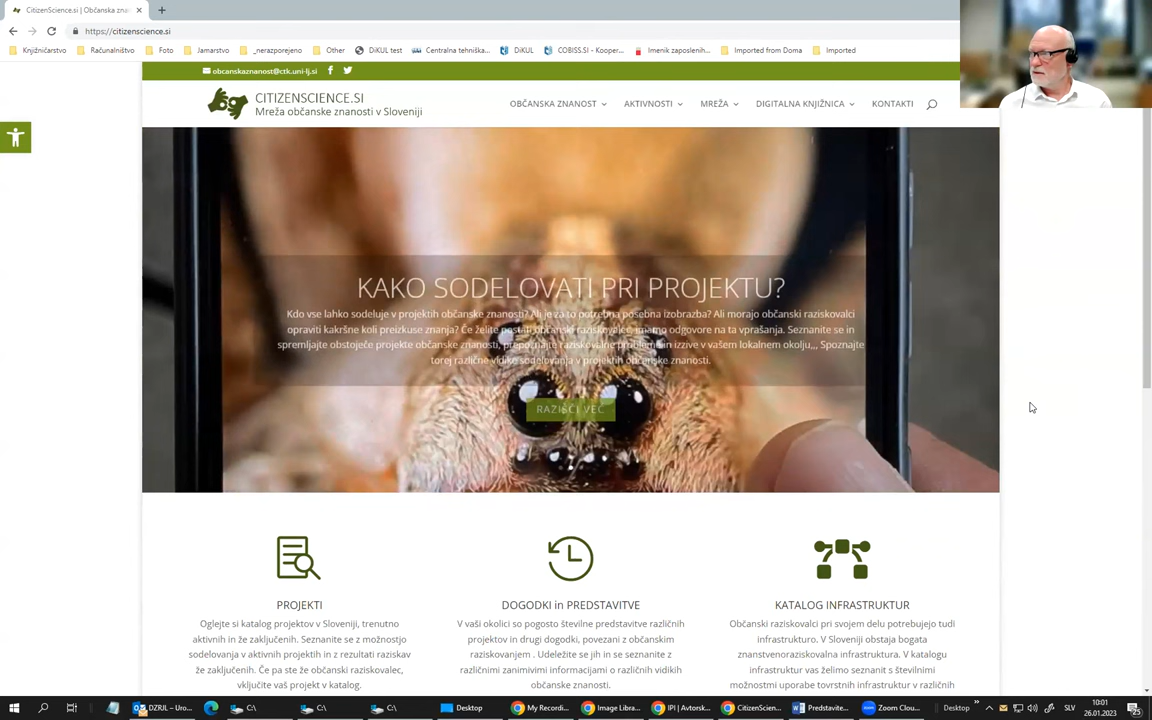 CitizenScience.si | Občanska zna
https://citizenscience.si
Knjižničarstvo Računalništvo Foto Jamarstvo _nerazporejeno Other DiKUL test Centralna tehniška... DiKUL COBISS.SI - Kooper... Imenik zaposlenih... Imported from Doma Imported
obcanskaznanost@ctk.uni-lj.si
CITIZENSCIENCE.SI
Mreža občanske znanosti v Sloveniji
OBČANSKA ZNANOST AKTIVNOSTI MREŽA DIGITALNA KNJIŽNICA KONTAKTI
KAKO SODELOVATI PRI PROJEKTU?
Kdo vse lahko sodeluje v projektih občanske znanosti? Ali je za to potrebna posebna izobrazba? Ali morajo občanski raziskovalci
opraviti kakršne koli preizkuse znanja? Če želite postati občanski raziskovalec, imamo odgovore na ta vprašanja. Seznanite se in
spremljajte obstoječe projekte občanske znanosti, prepoznajte raziskovalne probleme in izzive v vašem lokalnem okolju,,, Spoznajte
torej različne vidike sodelovanja v projektih občanske znanosti.
RAZIŠČI VEČ
PROJEKTI
Oglejte si katalog projektov v Sloveniji, trenutno
aktivnih in že zaključenih. Seznanite se z možnostjo
sodelovanja v aktivnih projektih in z rezultati raziskav
že zaključenih. Če pa ste že občanski raziskovalec,
vključite vaš projekt v katalog.
DOGODKI in PREDSTAVITVE
V vaši okolici so pogosto številne predstavitve različnih
projektov in drugi dogodki, povezani z občanskim
raziskovanjem . Udeležite se jih in se seznanite z
različnimi zanimivimi informacijami o različnih vidikih
občanske znanosti.
KATALOG INFRASTRUKTUR
Občanski raziskovalci pri svojem delu potrebujejo tudi
infrastrukturo. V Sloveniji obstaja bogata
znanstvenoraziskovalna infrastruktura. V katalogu
infrastruktur vas želimo seznanit s številnimi
možnostmi uporabe tovrstnih infrastruktur v različnih
DZRJL – Uro... C:\ C:\ C:\ Desktop My Recordi... Image Libra... IPI | Avtorsk... CitizenScien... Predstavite... Zoom Clou... Desktop SLV 10:01
26.01.2023 25